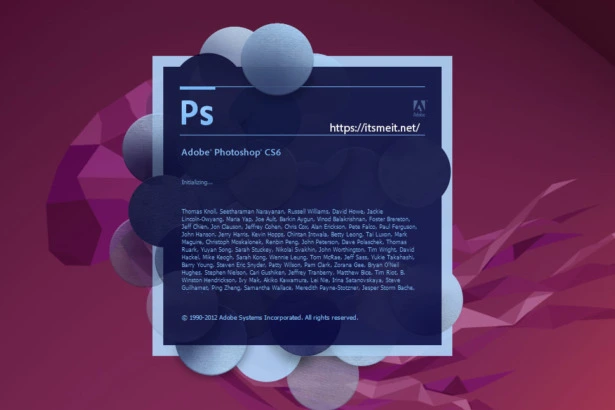 Ps
Adobe
https://itsmeit.net/
Adobe® Photoshop® CS6
Initializing...
Thomas Knoll, Seetharaman Narayanan, Russell Williams, David Howe, Jackie
Lincoln-Owyang, Maria Yap, Joe Ault, Barkin Aygun, Vinod Balakrishnan, Foster Brereton,
Jeff Chien, Jon Clauson, Jeffrey Cohen, Chris Cox, Alan Erickson, Pete Falco, Paul Ferguson,
John Hanson, Jerry Harris, Kevin Hopps, Chintan Intwala, Betty Leong, Tai Luxon, Mark
Maguire, Christoph Moskalonek, Renbin Peng, John Peterson, Dave Polaschek, Thomas
Ruark, Yuyan Song, Sarah Stuckey, Nikolai Svakhin, John Worthington, Tim Wright, David
Hackel, Mike Keogh, Sarah Kong, Wennie Leung, Tom McRae, Jeff Sass, Yukie Takahashi,
Barry Young, Steven Eric Snyder, Patty Wilson, Pam Clark, Zorana Gee, Bryan O'Neil
Hughes, Stephen Nielson, Cari Gushiken, Jeffrey Tranberry, Matthew Bice, Tim Riot, B.
Winston Hendrickson, Ivy Mak, Akiko Kawamura, Lei Nie, Irina Satanovskaya, Steve
Guilhamet, Ping Zheng, Samantha Wallace, Meredith Payne-Stotzner, Jesper Storm Bache,
© 1990-2012 Adobe Systems Incorporated. All rights reserved.